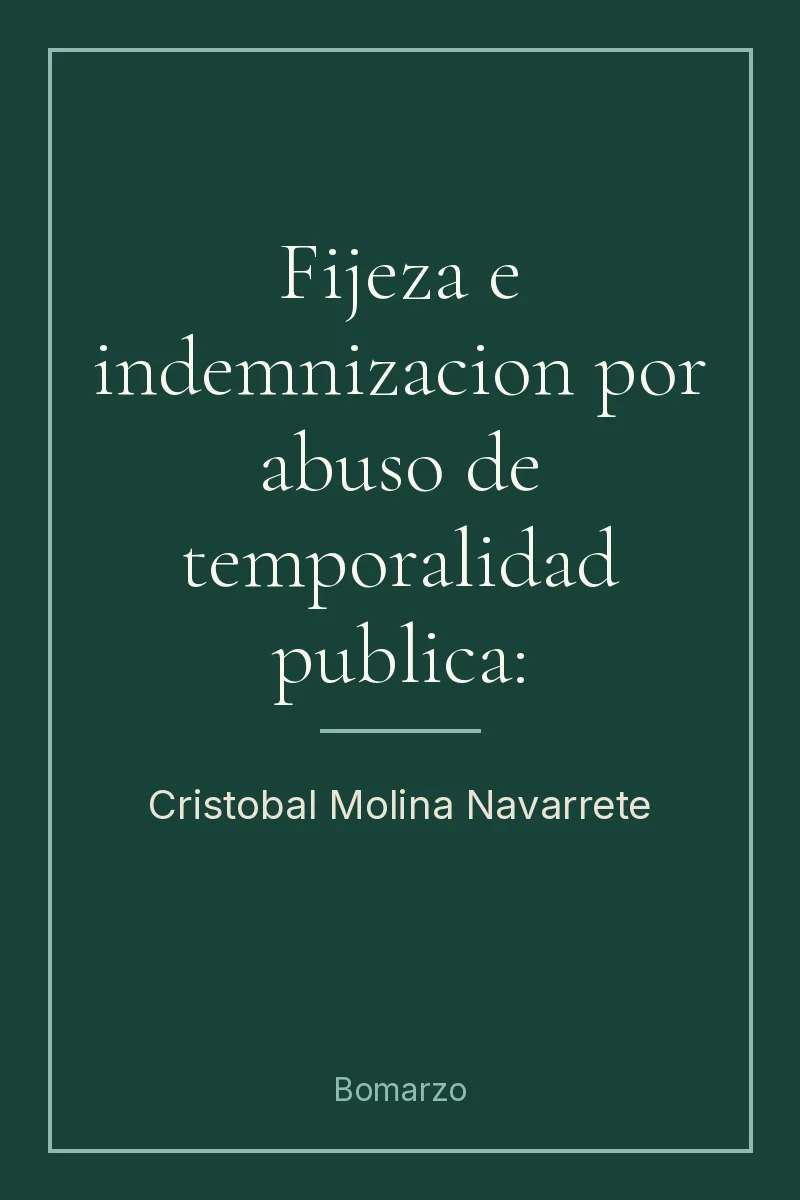 Fijeza e
indemnizacion por
abuso de
temporalidad
publica:
Cristobal Molina Navarrete
Bomarzo